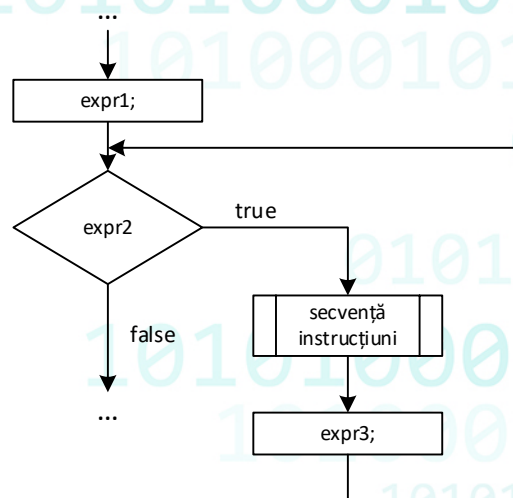 ...
expr1;
expr2
true
secvență
instrucțiuni
false
...
expr3;